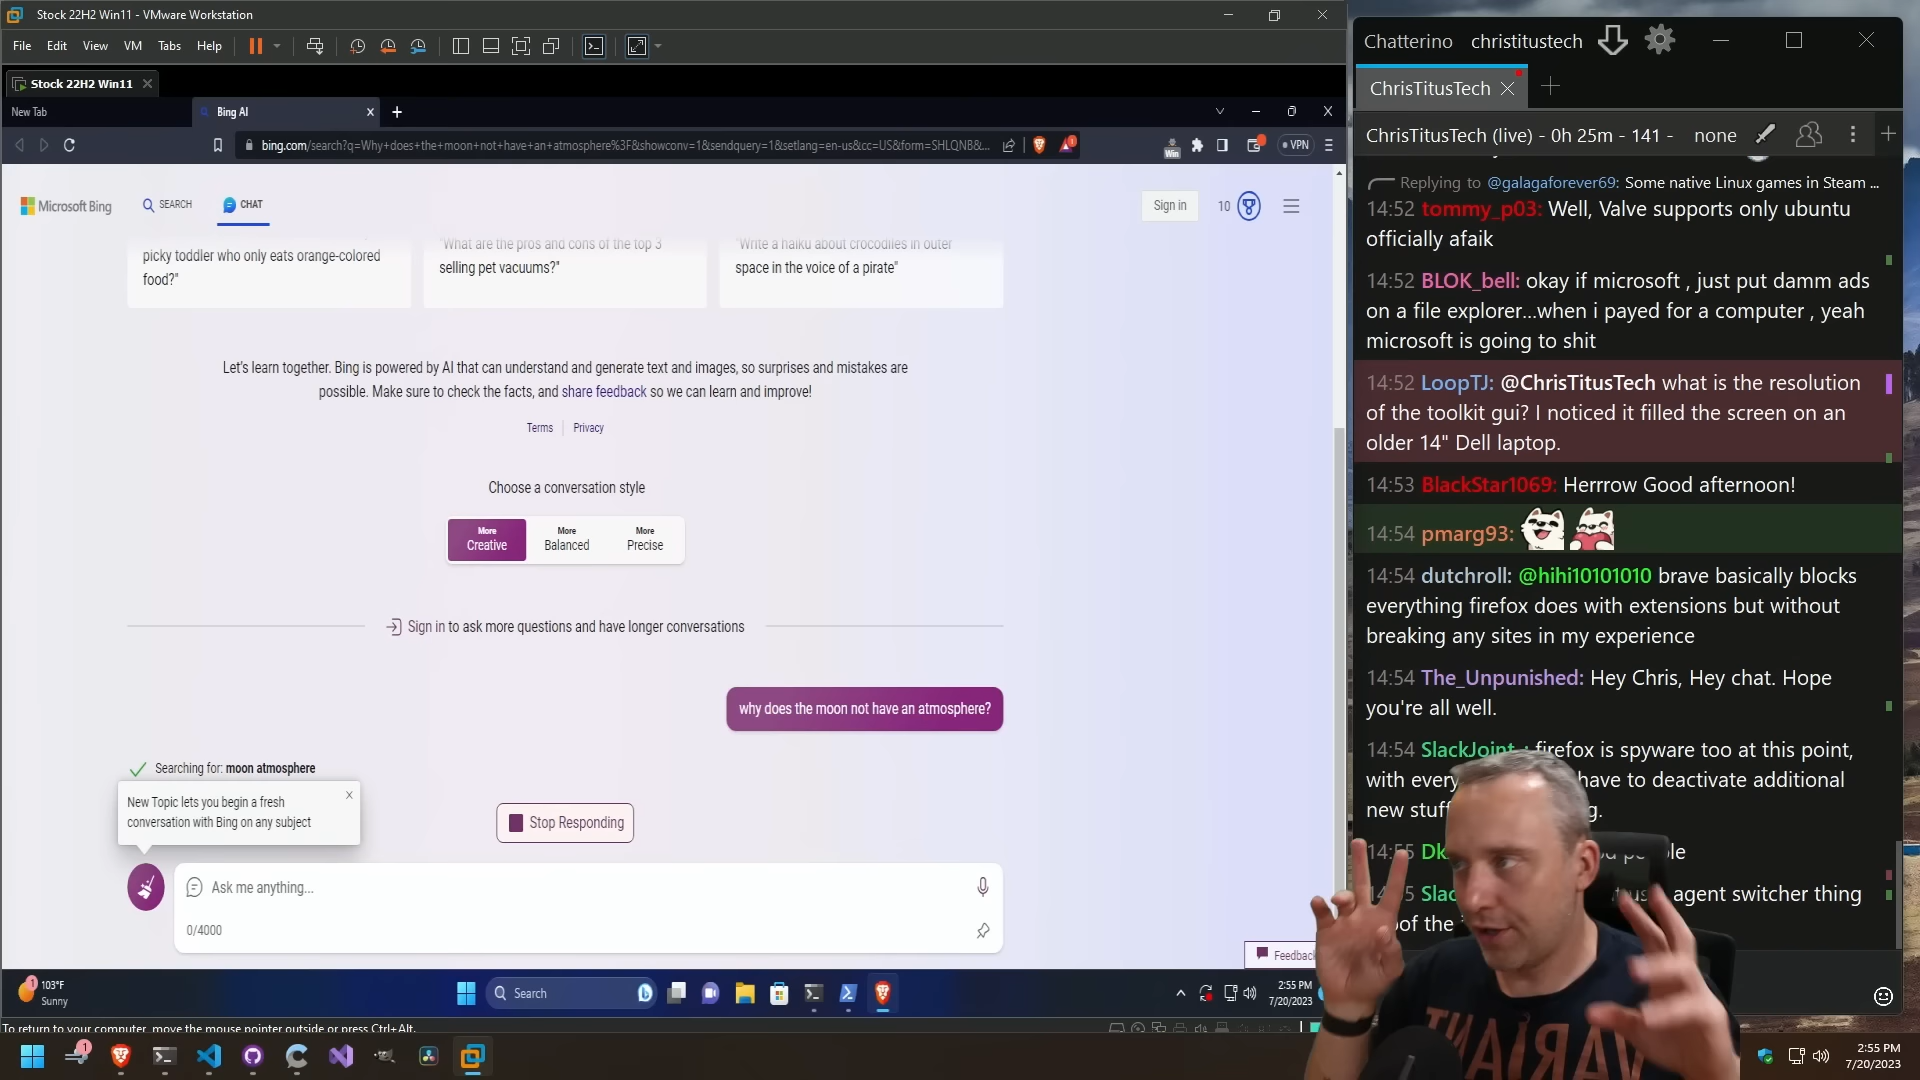 Stock 22H2 Win11 - VMware Workstation
File Edit View VM Tabs Help
Stock 22H2 Win11
New Tab
Bing AI
bing.com/search?q=Why+does+the+moon+not+have+an+atmosphere%3F&showconv=1&sendquery=1&setlang=en-us&cc=US&form=SHLQNB&...
1
Win
VPN
Microsoft Bing
SEARCH
CHAT
Sign in
10
picky toddler who only eats orange-colored
food?"
"What are the pros and cons of the top 3
selling pet vacuums?"
"Write a haiku about crocodiles in outer
space in the voice of a pirate"
Let's learn together. Bing is powered by AI that can understand and generate text and images, so surprises and mistakes are
possible. Make sure to check the facts, and share feedback so we can learn and improve!
Terms
Privacy
Choose a conversation style
More
Creative
More
Balanced
More
Precise
Sign in to ask more questions and have longer conversations
why does the moon not have an atmosphere?
Searching for: moon atmosphere
New Topic lets you begin a fresh
conversation with Bing on any subject
Stop Responding
Ask me anything...
0/4000
Feedback
1
103°F
Sunny
Search
2:55 PM
7/20/2023
To return to your computer, move the mouse pointer outside or press Ctrl+Alt.
1
Chatterino christitustech
ChrisTitusTech
ChrisTitusTech (live) - 0h 25m - 141 - none
Replying to @galagaforever69: Some native Linux games in Steam ...
14:52 tommy_p03: Well, Valve supports only ubuntu
officially afaik
14:52 BLOK_bell: okay if microsoft , just put damm ads
on a file explorer...when i payed for a computer , yeah
microsoft is going to shit
14:52 LoopTJ: @ChrisTitusTech what is the resolution
of the toolkit gui? I noticed it filled the screen on an
older 14" Dell laptop.
14:53 BlackStar1069: Herrrow Good afternoon!
14:54 pmarg93:
14:54 dutchroll: @hihi10101010 brave basically blocks
everything firefox does with extensions but without
breaking any sites in my experience
14:54 The_Unpunished: Hey Chris, Hey chat. Hope
you're all well.
14:54 SlackJoint_: firefox is spyware too at this point,
with every have to deactivate additional
new stuff
14:55
agent switcher thing
of the
VARIANT
2:55 PM
7/20/2023